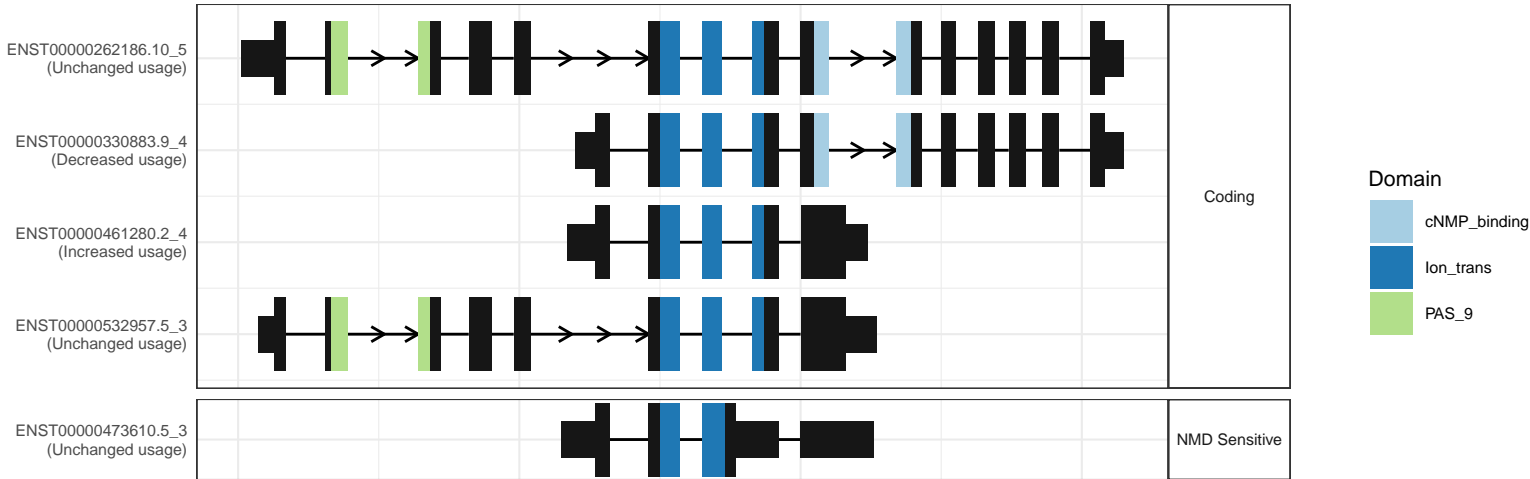 ENST00000262186.10_5
(Unchanged usage)
ENST00000330883.9_4
(Decreased usage)
ENST00000461280.2_4
(Increased usage)
ENST00000532957.5_3
(Unchanged usage)
Coding
ENST00000473610.5_3
(Unchanged usage)
NMD Sensitive
Domain
cNMP_binding
Ion_trans
PAS_9